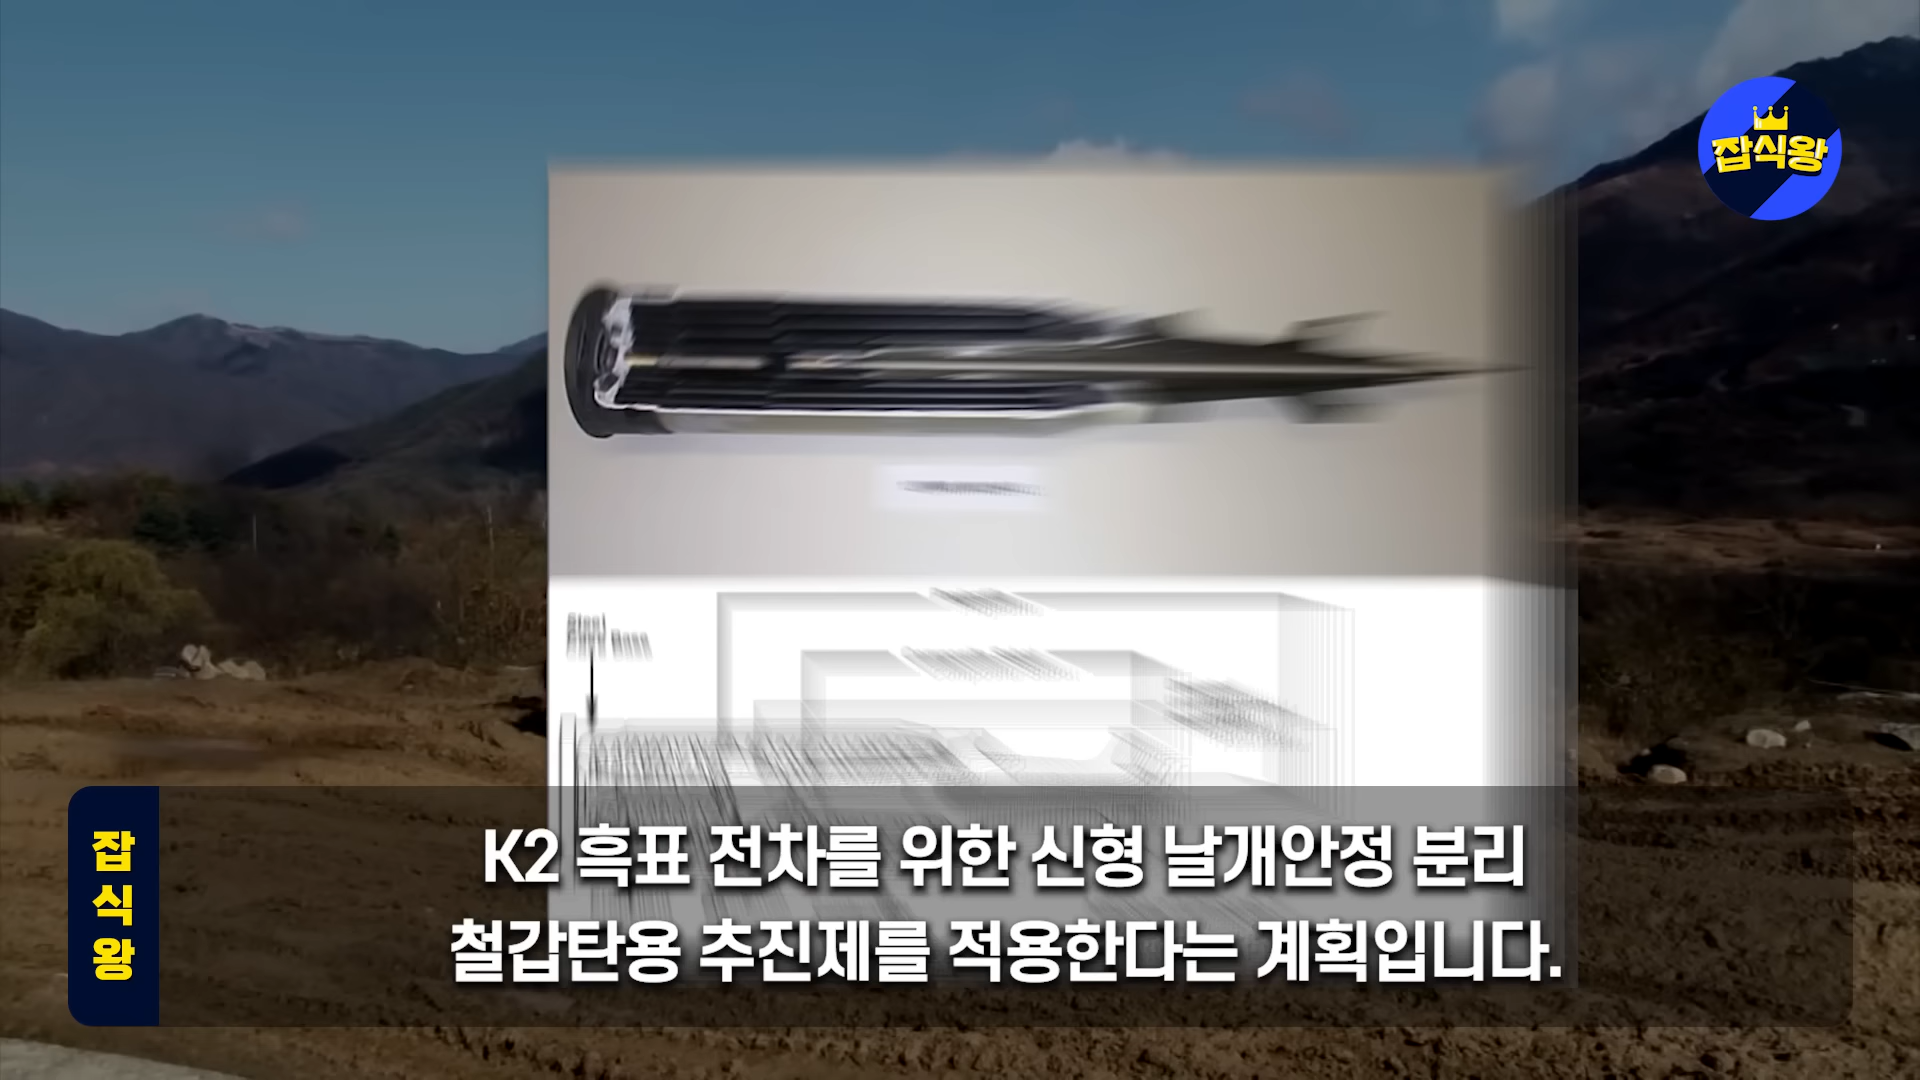 잡식왕
잡식왕
K2 흑표 전차를 위한 신형 날개안정 분리
철갑탄용 추진제를 적용한다는 계획입니다.